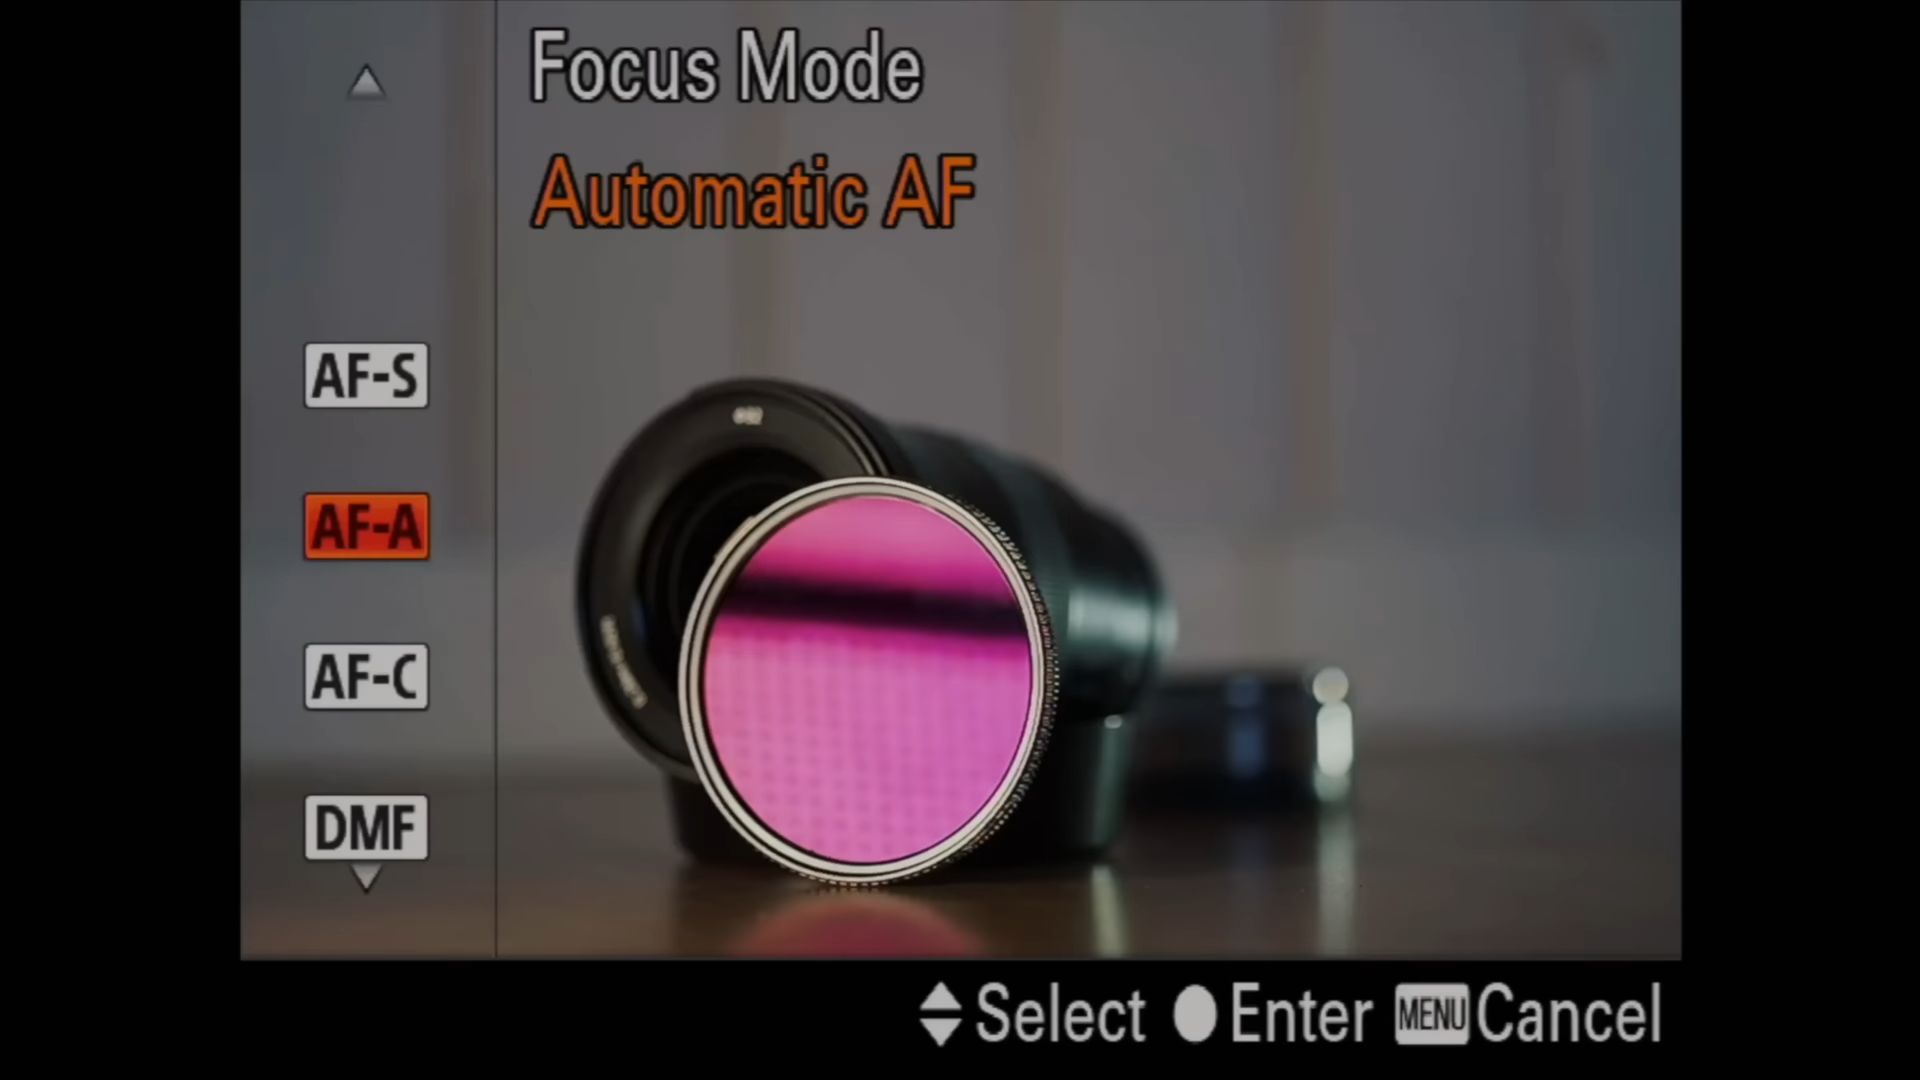 Focus Mode
Automatic AF
AF-S
AF-A
AF-C
DMF
Select Enter MENU Cancel